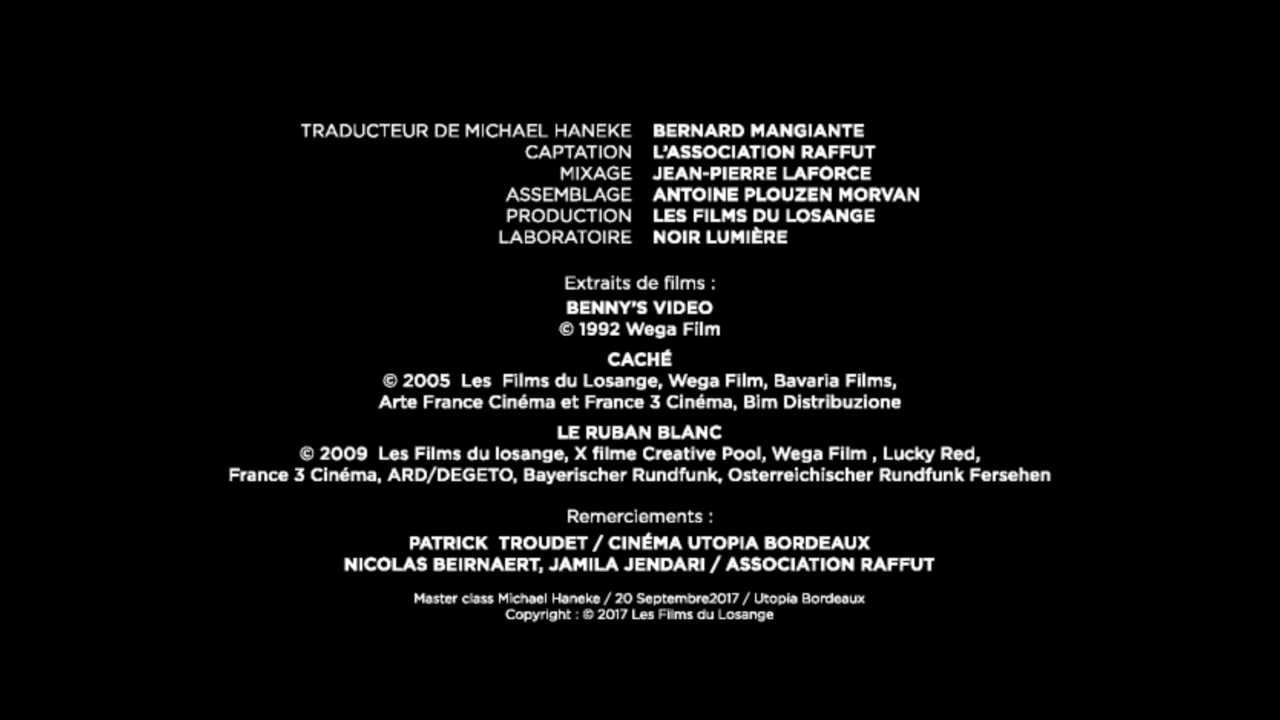 TRADUCTEUR DE MICHAEL HANEKE BERNARD MANGIANTE
CAPTATION L'ASSOCIATION RAFFUT
MIXAGE JEAN-PIERRE LAFORCE
ASSEMBLAGE ANTOINE PLOUZEN MORVAN
PRODUCTION LES FILMS DU LOSANGE
LABORATOIRE NOIR LUMIÈRE
Extraits de films :
BENNY'S VIDEO
© 1992 Wega Film
CACHÉ
© 2005 Les Films du Losange, Wega Film, Bavaria Films,
Arte France Cinéma et France 3 Cinéma, Bim Distribuzione
LE RUBAN BLANC
© 2009 Les Films du losange, X filme Creative Pool, Wega Film , Lucky Red,
France 3 Cinéma, ARD/DEGETO, Bayerischer Rundfunk, Osterreichischer Rundfunk Fersehen
Remerciements :
PATRICK TROUDET / CINÉMA UTOPIA BORDEAUX
NICOLAS BEIRNAERT, JAMILA JENDARI / ASSOCIATION RAFFUT
Master class Michael Haneke / 20 Septembre2017 / Utopia Bordeaux
Copyright : © 2017 Les Films du Losange